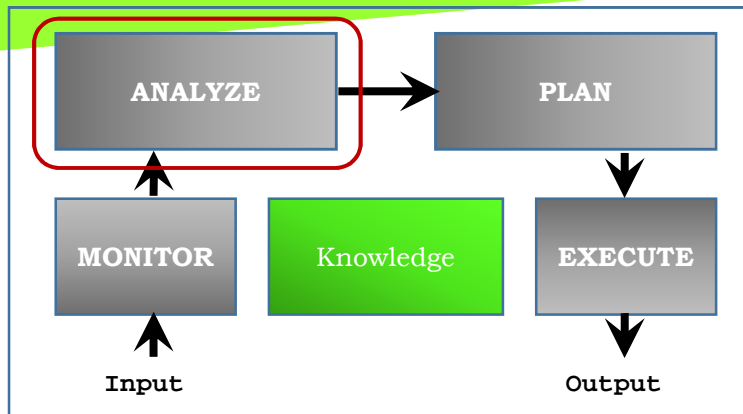 ANALYZE
PLAN
MONITOR
Knowledge
EXECUTE
Input
Output